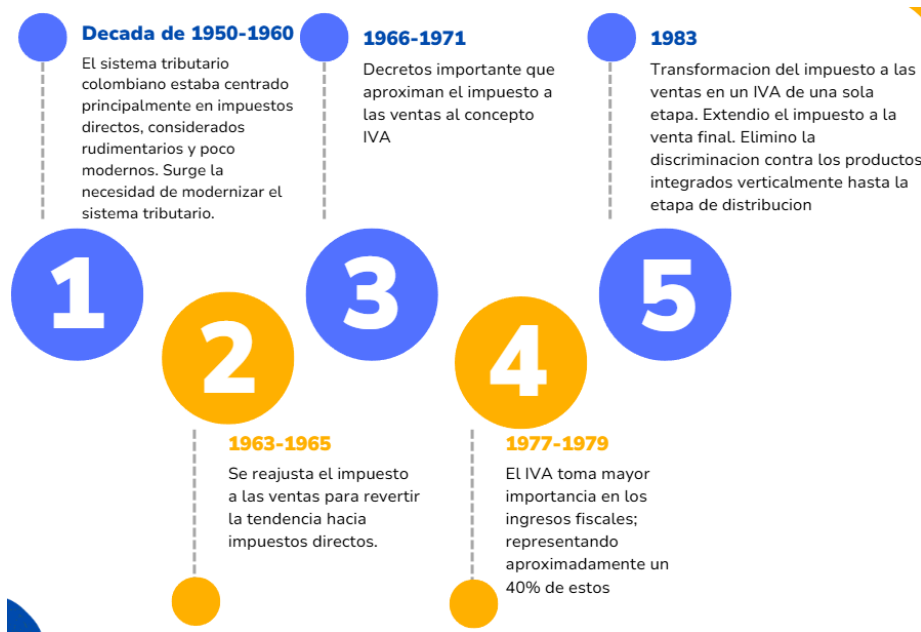 Decada de 1950-1960
El sistema tributario
colombiano estaba centrado
principalmente en impuestos
directos, considerados
rudimentarios y poco
modernos. Surge la
necesidad de modernizar el
sistema tributario.
1966-1971
Decretos importante que
aproximan el impuesto a
las ventas al concepto
IVA
1983
Transformacion del impuesto a las
ventas en un IVA de una sola
etapa. Extendio el impuesto a la
venta final. Elimino la
discriminacion contra los productos
integrados verticalmente hasta la
etapa de distribucion
1
2
3
4
5
1963-1965
Se reajusta el impuesto
a las ventas para revertir
la tendencia hacia
impuestos directos.
1977-1979
El IVA toma mayor
importancia en los
ingresos fiscales;
representando
aproximadamente un
40% de estos